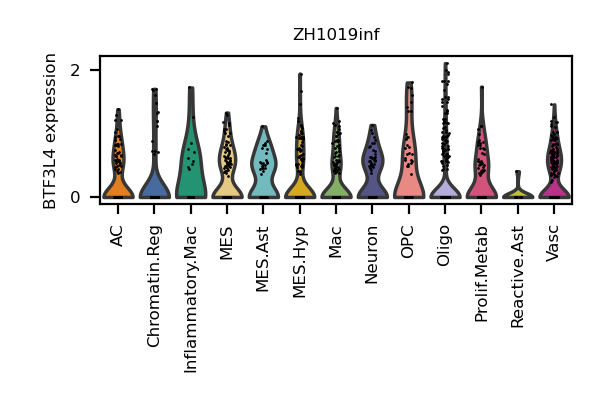 ZH1019inf
BTF3L4 expression
2
0
AC
Chromatin.Reg
Inflammatory.Mac
MES
MES.Ast
MES.Hyp
Mac
Neuron
OPC
Oligo
Prolif.Metab
Reactive.Ast
Vasc